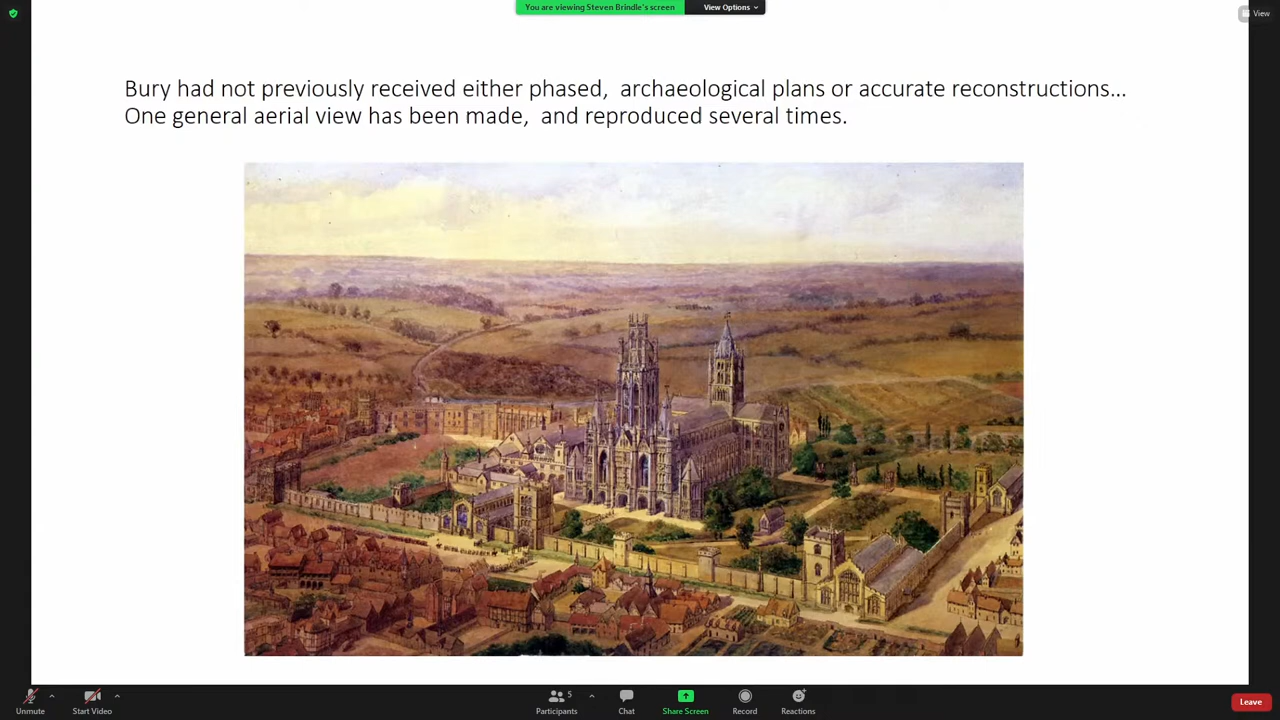 You are viewing Steven Brindle's screen
View Options
View
Bury had not previously received either phased, archaeological plans or accurate reconstructions...
One general aerial view has been made, and reproduced several times.
Unmute
Start Video
5
Participants
Chat
Share Screen
Record
Reactions
Leave